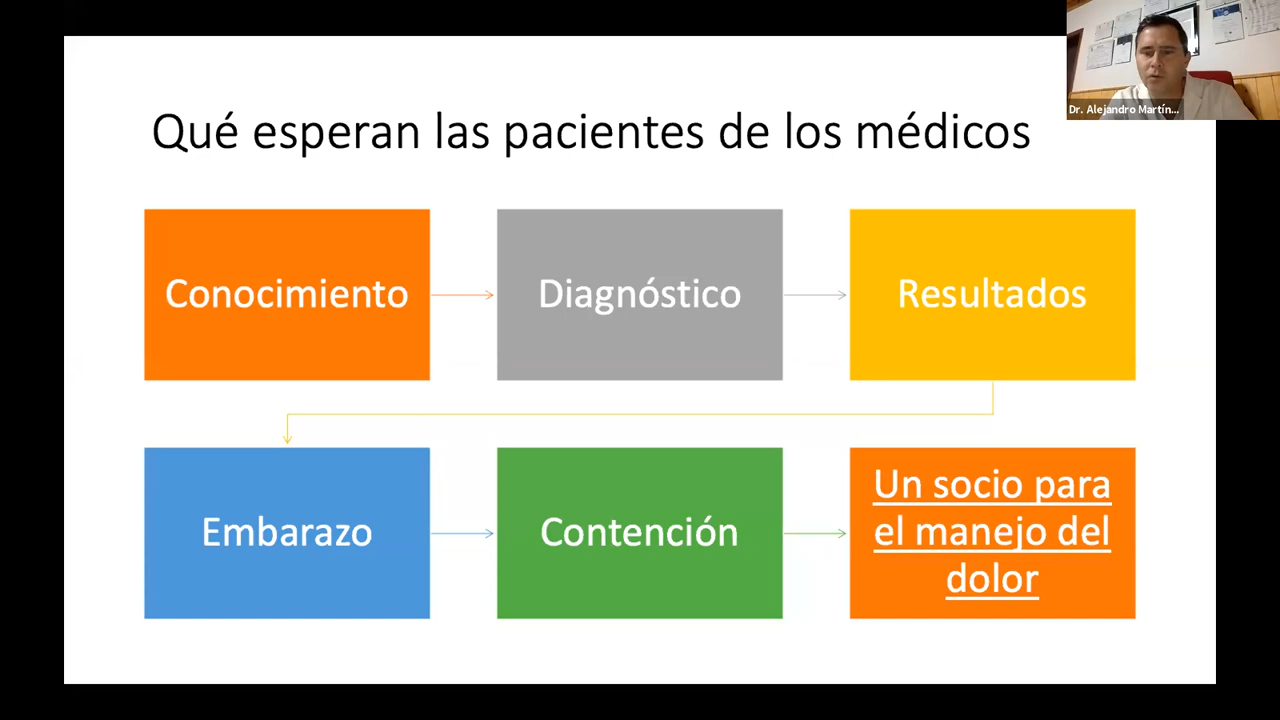 Dr. Alejandro Martín...
Qué esperan las pacientes de los médicos
Conocimiento
Diagnóstico
Resultados
Embarazo
Contención
Un socio para
el manejo del
dolor